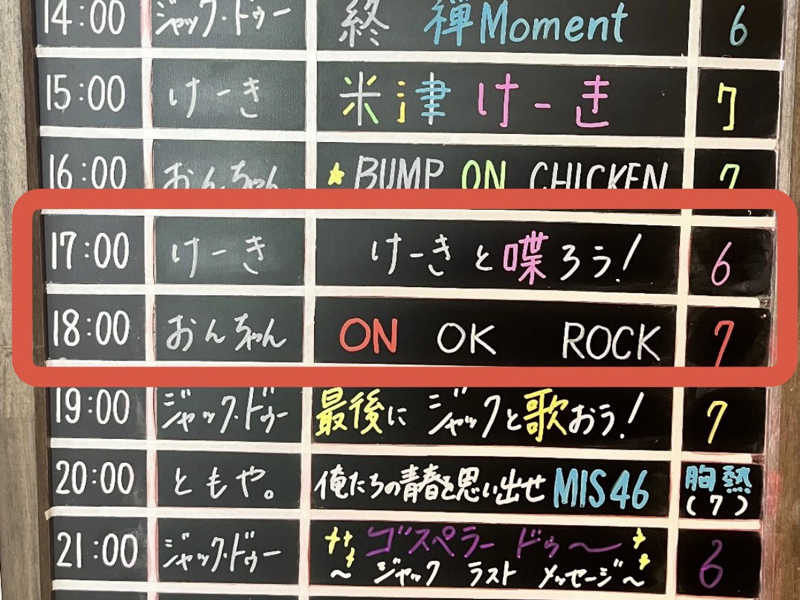 14:00 ジャック・ドゥー 終 禅Moment 6
15:00 けーき 米津けーき 7
16:00 おんちゃん ★BUMP ON CHICKEN 7
17:00 けーき けーきと喋ろう! 6
18:00 おんちゃん ON OK ROCK 7
19:00 ジャック・ドゥー 最後にジャックと歌おう! 7
20:00 ともや。 俺たちの青春を思い出せ MIS46 胸熱
(7)
21:00 ジャック・ドゥー ゴスペラードゥ〜 6
〜ジャック ラスト メッセージ〜